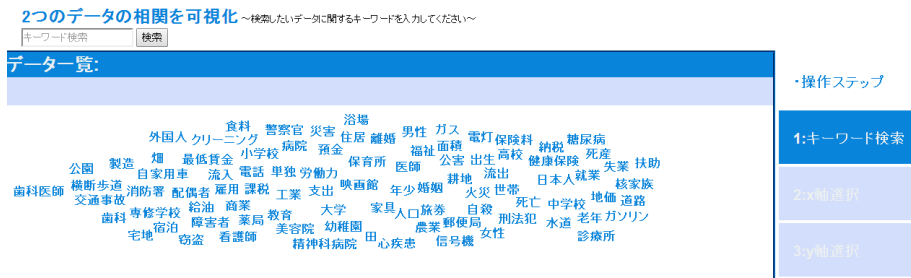 2つのデータの相関を可視化 ～検索したいデータに関するキーワードを入力してください～
キーワード検索 検索
データ一覧:
・操作ステップ
1:キーワード検索
2:x軸選択
3:y軸選択
浴場
食料 警察官 災害 住居 離婚 男性 ガス
外国人 クリーニング 病院 預金 福祉 面積 電灯 保険料 納税 糖尿病
公園 製造 畑 最低賃金 小学校 保育所 医師 公害 出生 高校 健康保険 死産
自家用車 流入 電話 単独 労働力 耕地 流出 日本人 就業 失業 扶助
歯科医師 横断歩道 消防署 配偶者 雇用 課税 工業 支出 映画館 年少 婚姻 火災 世帯 核家族
交通事故 給油 商業 大学 家具 人口 旅券 自殺 死亡 中学校 地価 道路
歯科 専修学校 障害者 薬局 教育 幼稚園 農業 郵便局 刑法犯 水道 老年 ガソリン
宅地 宿泊 窃盗 看護師 美容院 精神科病院 田 心疾患 信号機 女性 診療所